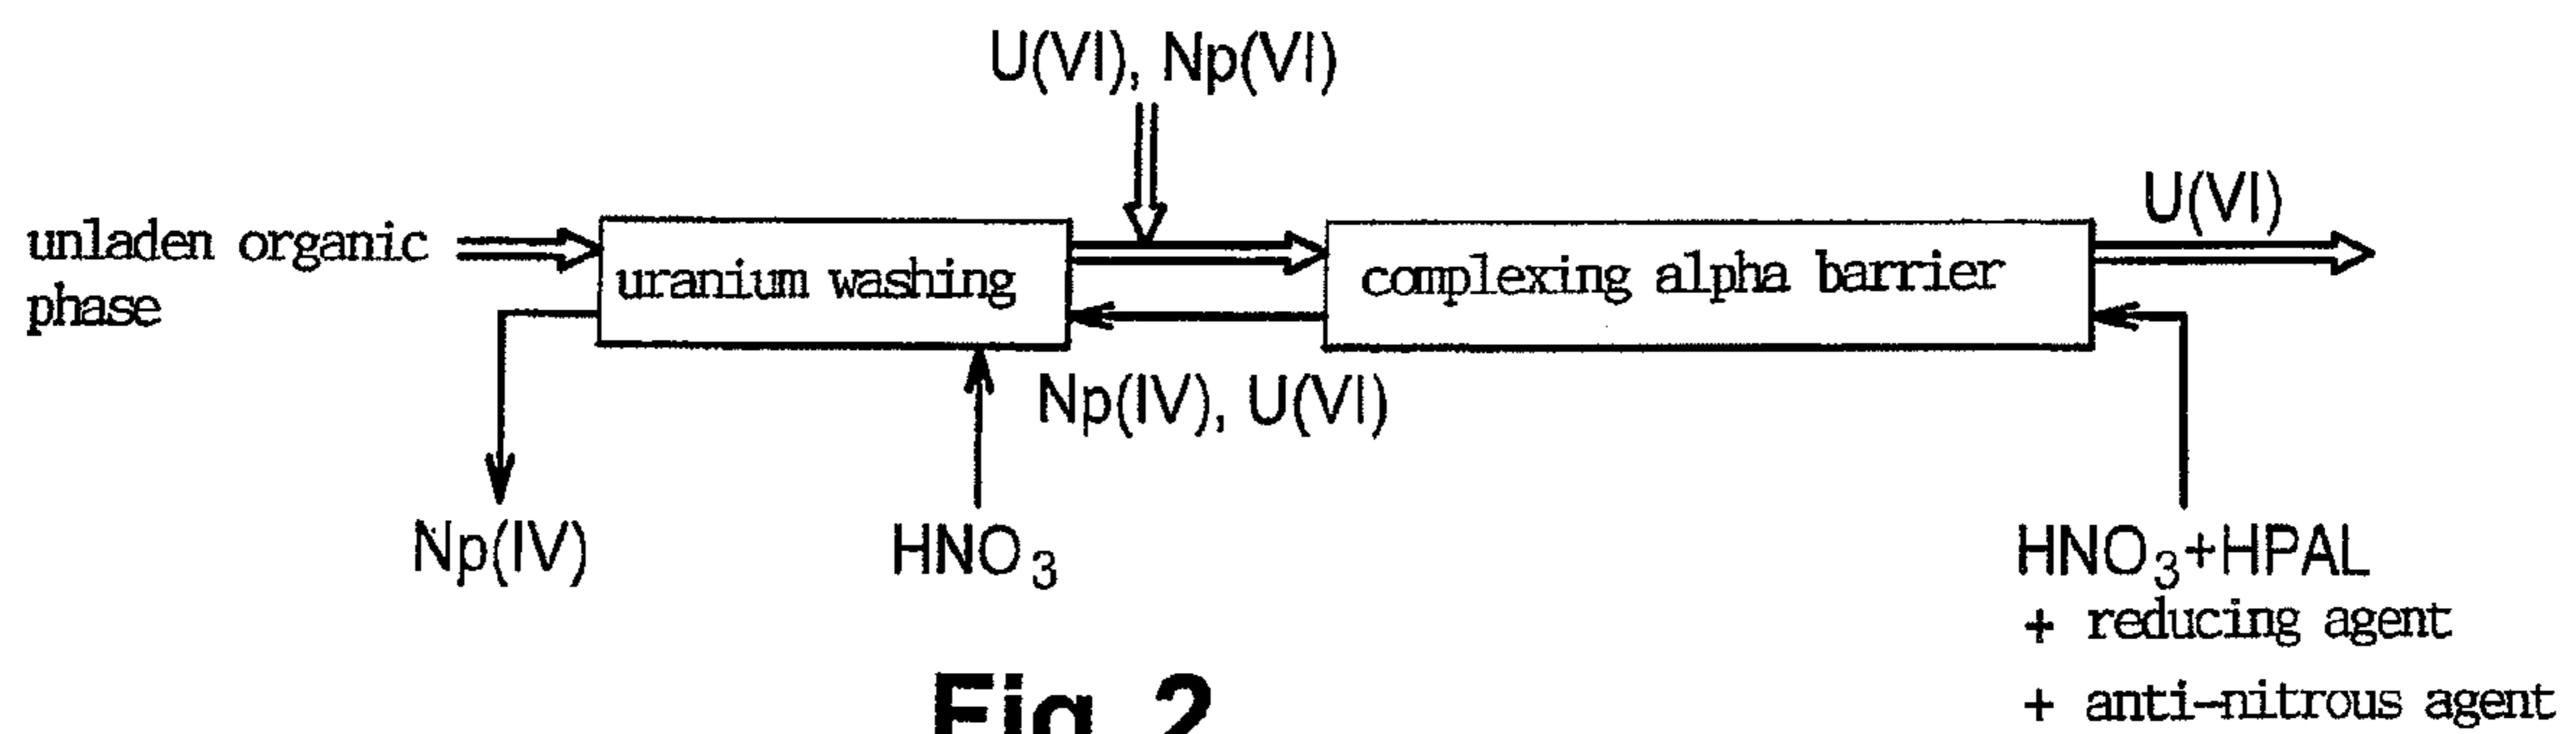 U(VI), Np(VI)
U(VI)
unladen organic
phase
uranium washing
complexing alpha barrier
Np(IV), U(VI)
Np(IV)
HNO3
HNO3+HPAL
+ reducing agent
+ anti-nitrous agent
Fig. 2